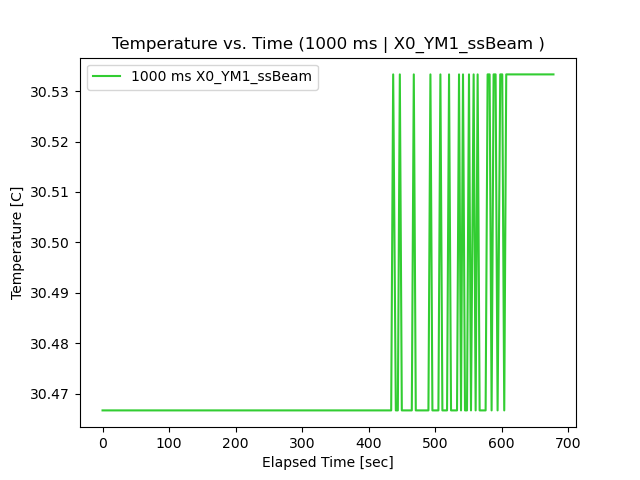 Temperature vs. Time (1000 ms | X0_YM1_ssBeam )
1000 ms X0_YM1_ssBeam
30.53
30.52
30.51
30.50
30.49
30.48
30.47
Temperature [C]
0 100 200 300 400 500 600 700
Elapsed Time [sec]